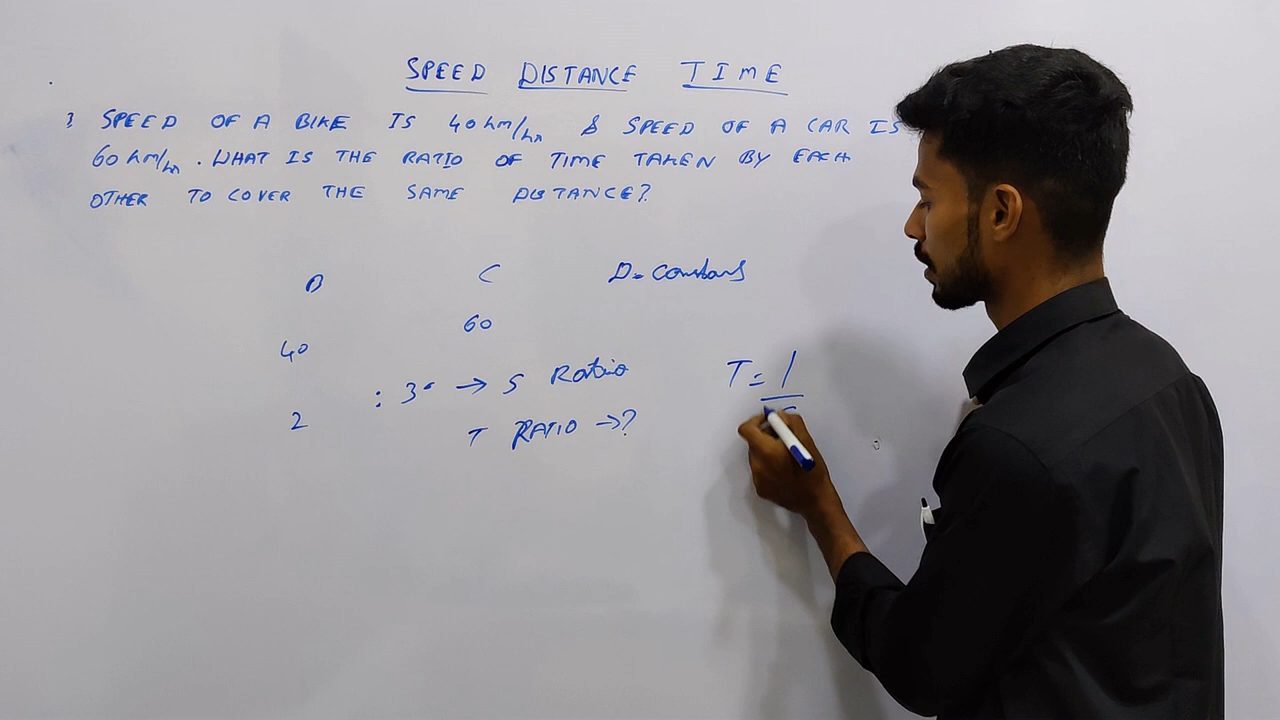 SPEED DISTANCE TIME
? SPEED OF A BIKE IS 40 km/hr & SPEED OF A CAR IS
60 km/hr . WHAT IS THE RATIO OF TIME TAKEN BY EACH
OTHER TO COVER THE SAME DISTANCE?
B C D = constant
40 60
2 : 3 → S Ratio
T RATIO →?
T = 1